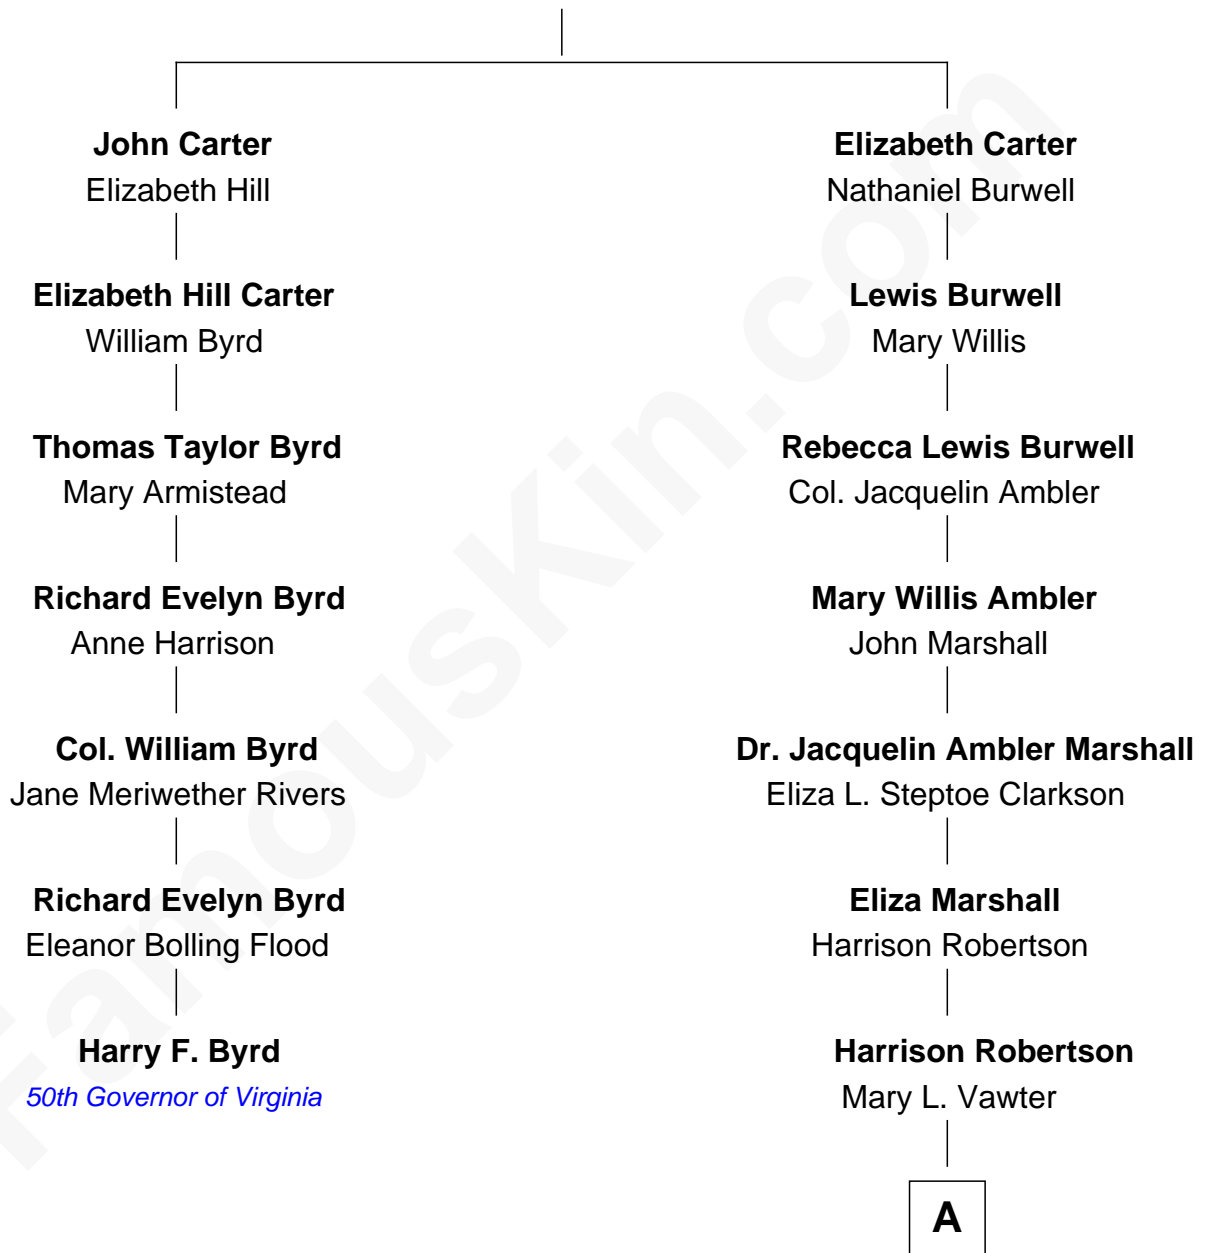 John Carter
Elizabeth Hill
Elizabeth Carter
Nathaniel Burwell
Elizabeth Hill Carter
William Byrd
Lewis Burwell
Mary Willis
Thomas Taylor Byrd
Mary Armistead
Rebecca Lewis Burwell
Col. Jacquelin Ambler
Richard Evelyn Byrd
Anne Harrison
Mary Willis Ambler
John Marshall
Col. William Byrd
Jane Meriwether Rivers
Dr. Jacquelin Ambler Marshall
Eliza L. Steptoe Clarkson
Richard Evelyn Byrd
Eleanor Bolling Flood
Eliza Marshall
Harrison Robertson
Harry F. Byrd
50th Governor of Virginia
Harrison Robertson
Mary L. Vawter
A
FamousKin.com